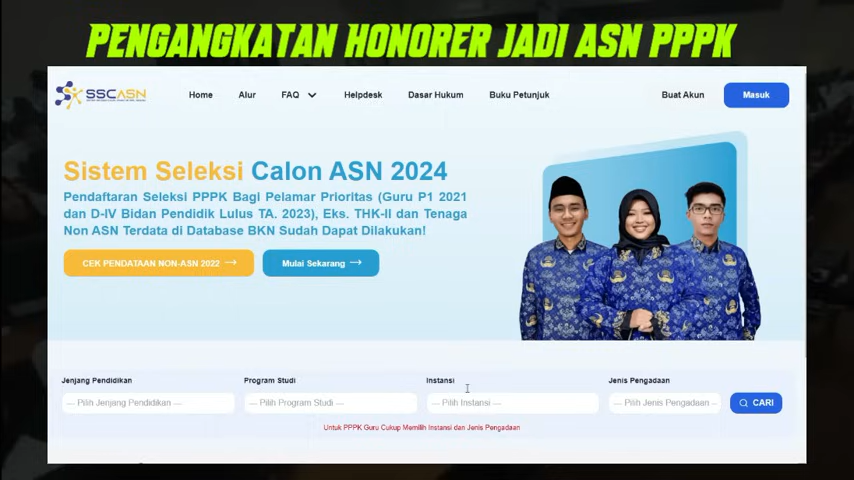 PENGANGKATAN HONORER JADI ASN PPPK
SSCASN
Home Alur FAQ Helpdesk Dasar Hukum Buku Petunjuk Buat Akun Masuk
Sistem Seleksi Calon ASN 2024
Pendaftaran Seleksi PPPK Bagi Pelamar Prioritas (Guru P1 2021
dan D-IV Bidan Pendidik Lulus TA. 2023), Eks. THK-II dan Tenaga
Non ASN Terdata di Database BKN Sudah Dapat Dilakukan!
CEK PENDATAAN NON-ASN 2022 → Mulai Sekarang →
Jenjang Pendidikan Program Studi Instansi Jenis Pengadaan
--- Pilih Jenjang Pendidikan --- --- Pilih Program Studi --- --- Pilih Instansi --- --- Pilih Jenis Pengadaan -- CARI
Untuk PPPK Guru Cukup Memilih Instansi dan Jenis Pengadaan